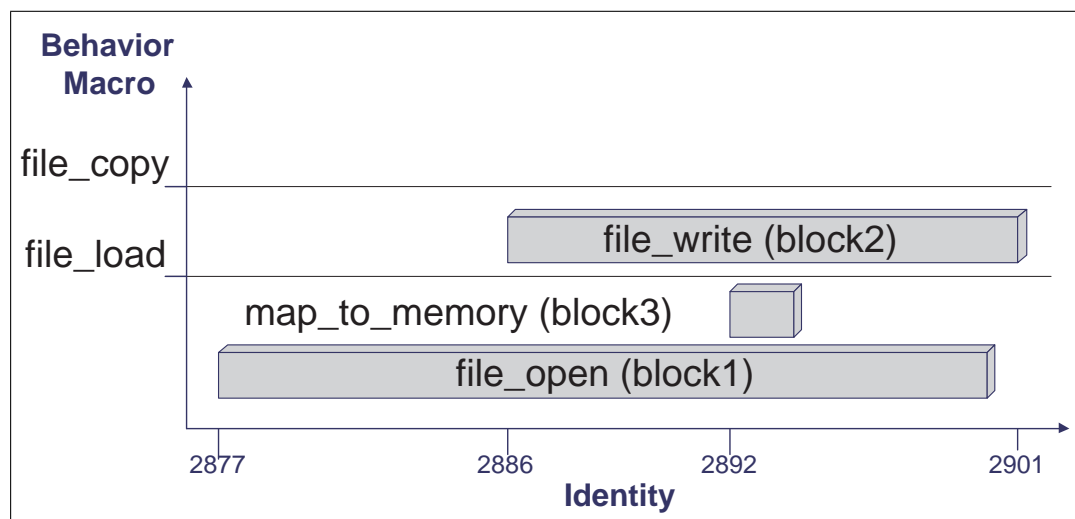 Behavior
Macro
file_copy
file_write (block2)
file_load
map_to_memory (block3)
file_open (block1)
2877 2886 2892 2901
Identity